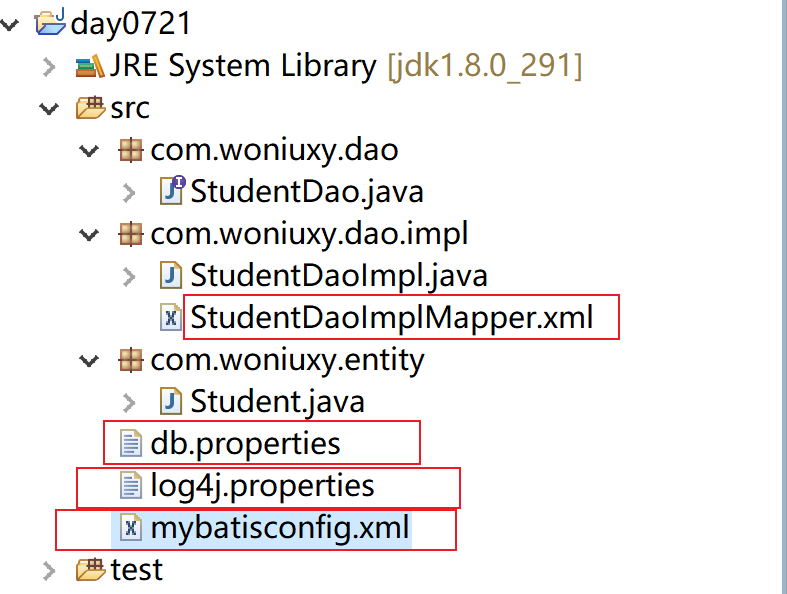 day0721
JRE System Library [jdk1.8.0_291]
src
com.woniuxy.dao
StudentDao.java
com.woniuxy.dao.impl
StudentDaoImpl.java
StudentDaoImplMapper.xml
com.woniuxy.entity
Student.java
db.properties
log4j.properties
mybatisconfig.xml
test